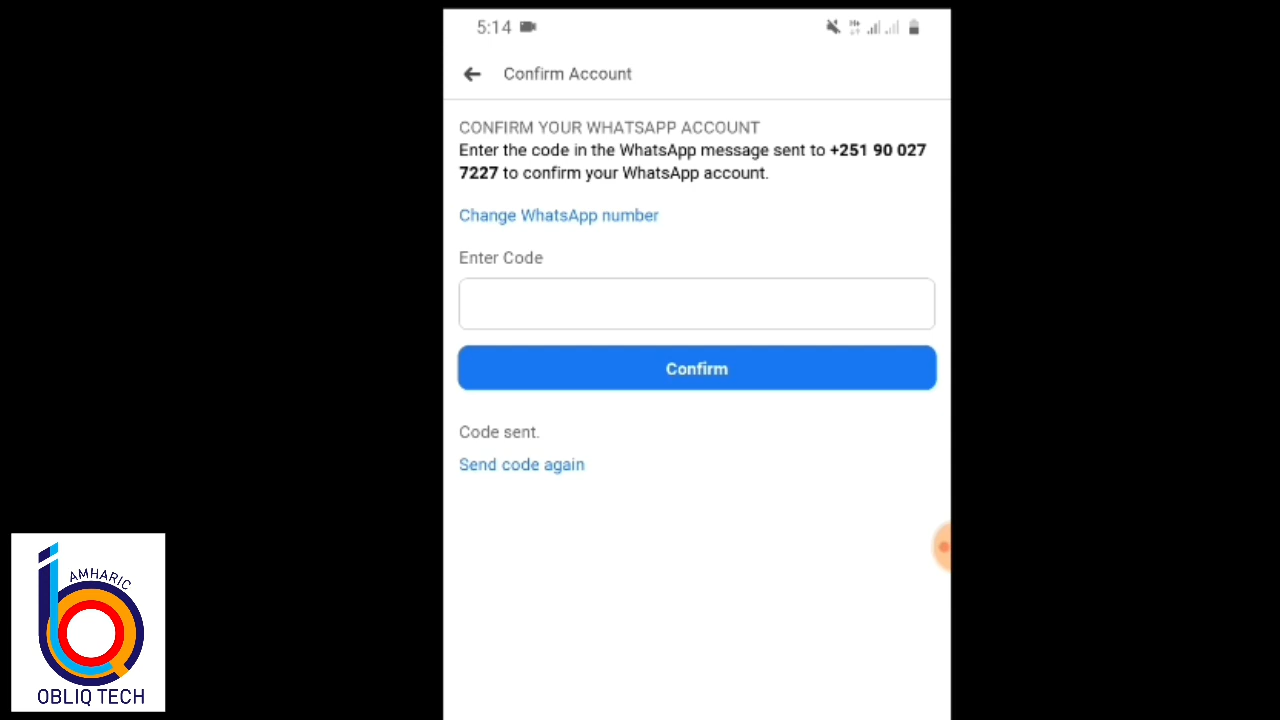 5:14
Confirm Account
CONFIRM YOUR WHATSAPP ACCOUNT
Enter the code in the WhatsApp message sent to +251 90 027
7227 to confirm your WhatsApp account.
Change WhatsApp number
Enter Code
Confirm
Code sent.
Send code again
AMHARIC
OBLIQ TECH